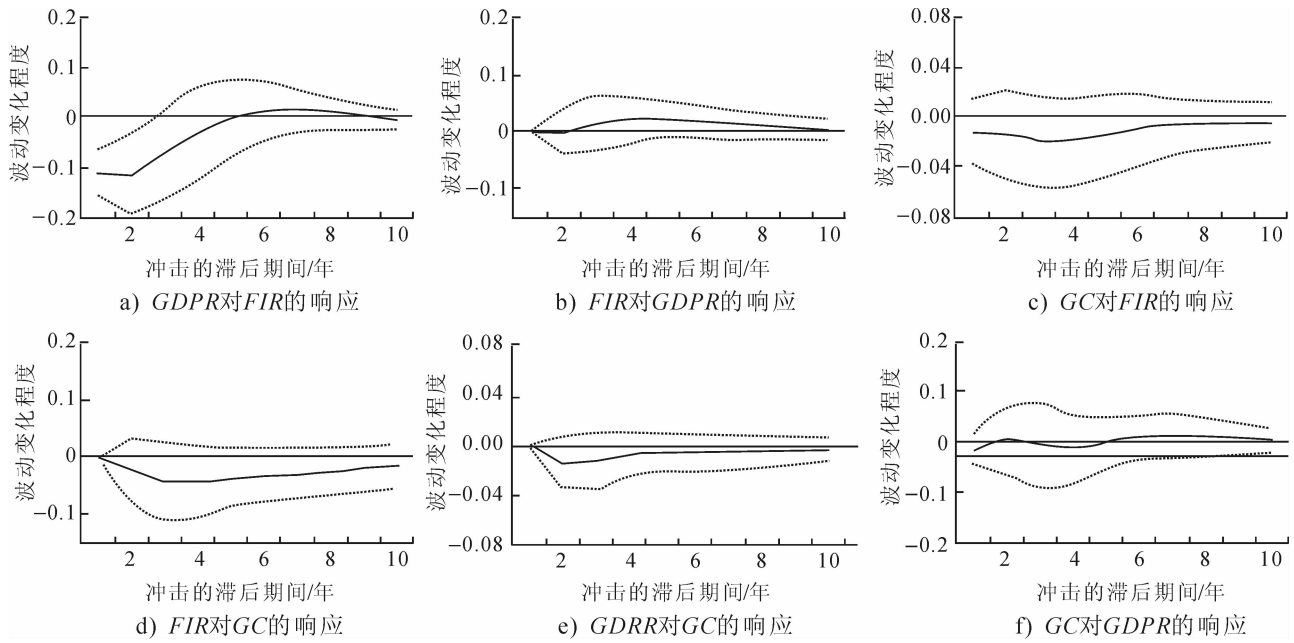 0.2
0.1
0
−0.1
−0.2
波动变化程度
2 4 6 8 10
冲击的滞后期间/年
a) GDPR对FIR的响应
0.2
0.1
0
−0.1
波动变化程度
2 4 6 8 10
冲击的滞后期间/年
b) FIR对GDPR的响应
0.08
0.04
0.00
−0.04
−0.08
波动变化程度
2 4 6 8 10
冲击的滞后期间/年
c) GC对FIR的响应
0.2
0.1
0
−0.1
波动变化程度
2 4 6 8 10
冲击的滞后期间/年
d) FIR对GC的响应
0.08
0.04
0.00
−0.04
−0.08
波动变化程度
2 4 6 8 10
冲击的滞后期间/年
e) GDRR对GC的响应
0.2
0.1
0
−0.1
−0.2
波动变化程度
2 4 6 8 10
冲击的滞后期间/年
f) GC对GDPR的响应